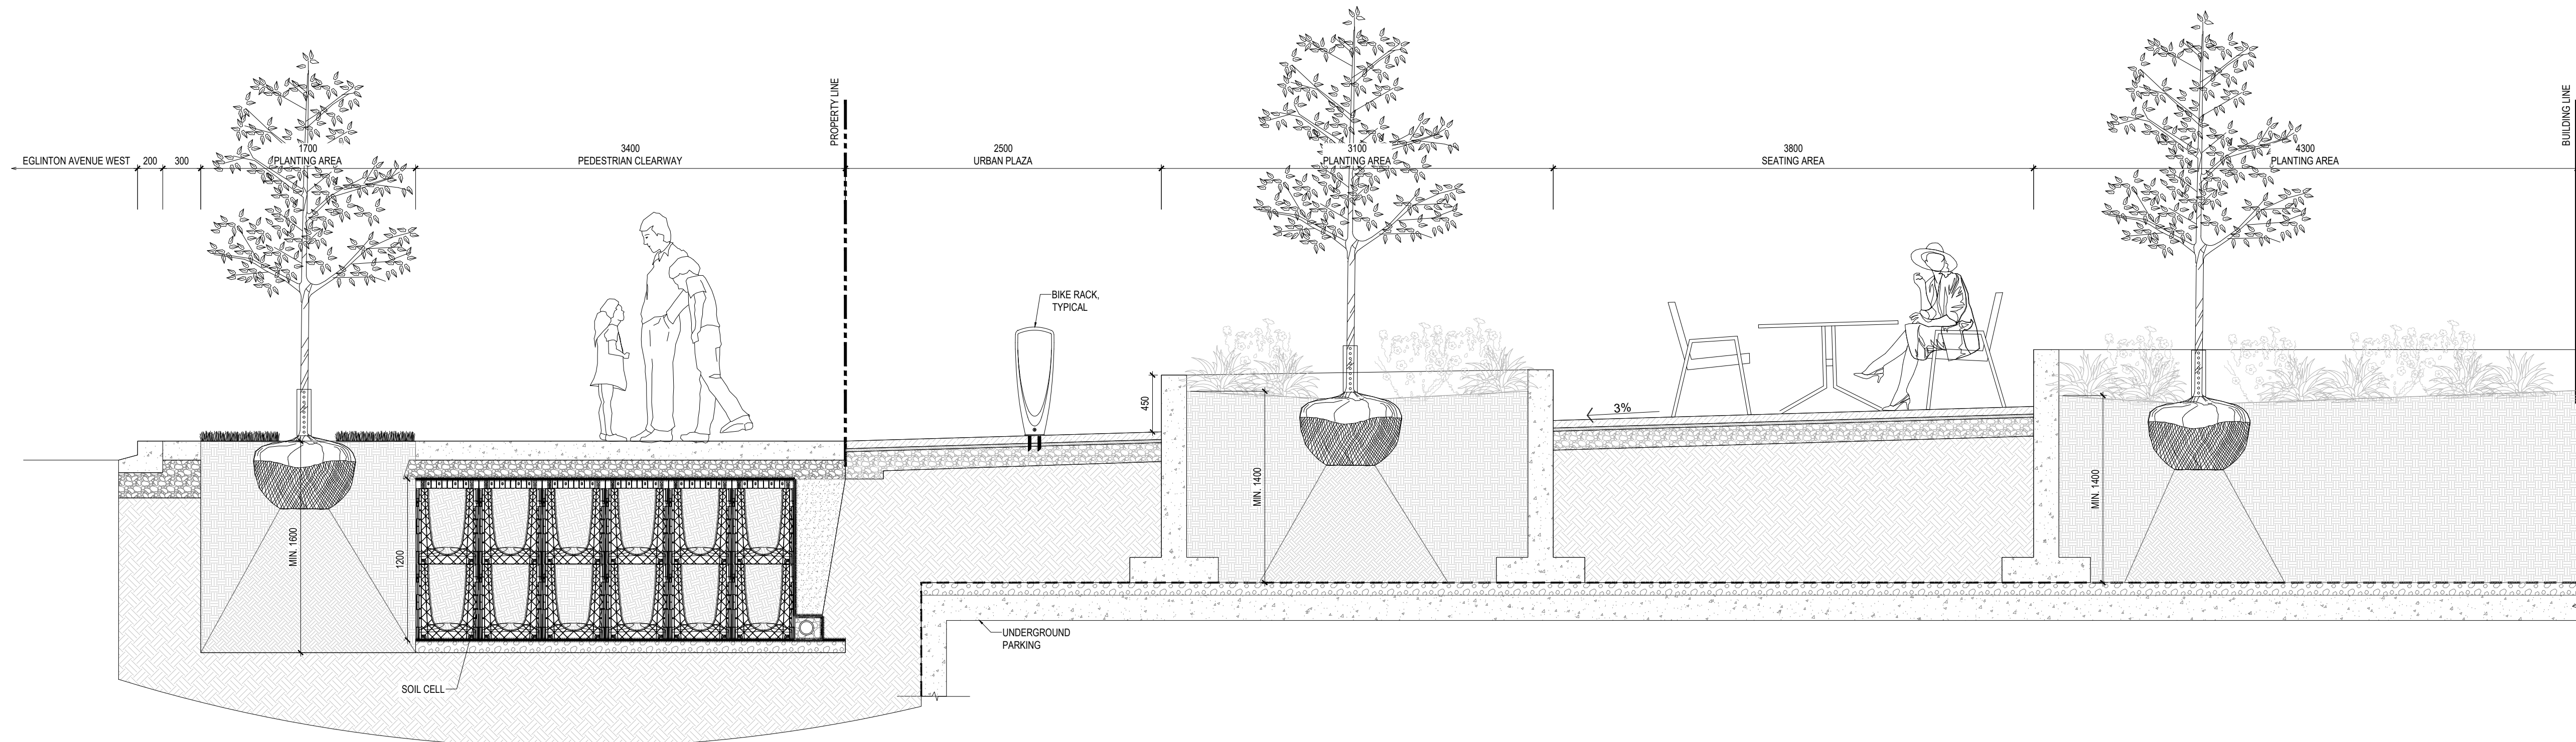 PROPERTY LINE
BUILDING LINE
EGLINTON AVENUE WEST
200
300
1700
PLANTING AREA
3400
PEDESTRIAN CLEARWAY
2500
URBAN PLAZA
3100
PLANTING AREA
3800
SEATING AREA
4300
PLANTING AREA
BIKE RACK,
TYPICAL
450
3%
MIN. 1600
1200
MIN. 1400
MIN. 1400
UNDERGROUND
PARKING
SOIL CELL